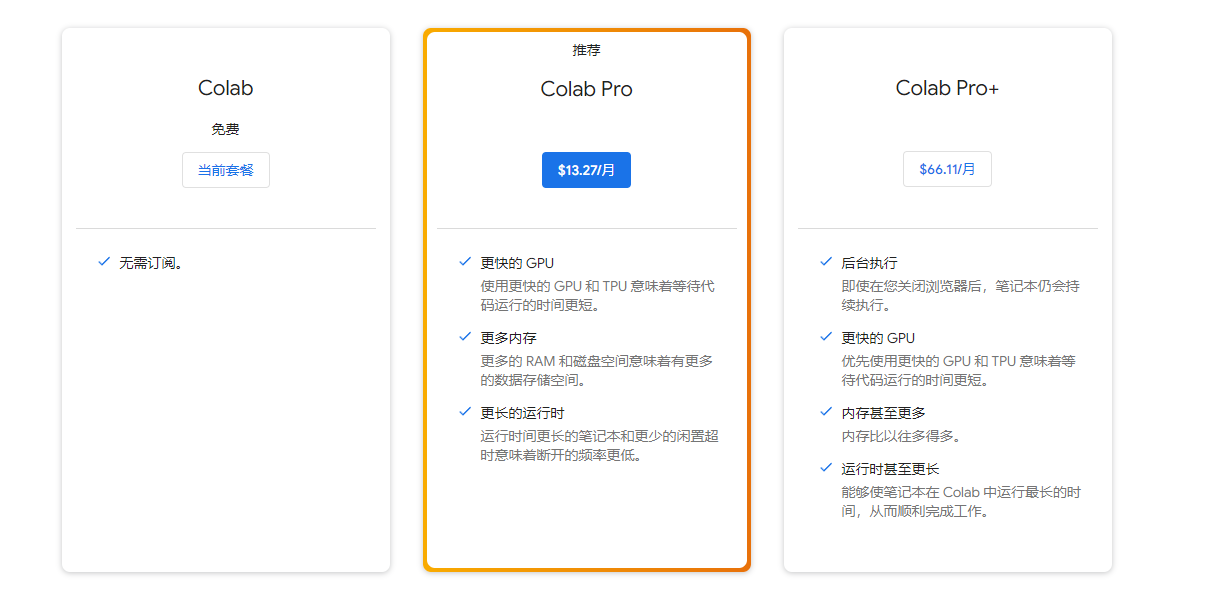 Colab
免费
当前套餐
无需订阅。
推荐
Colab Pro
$13.27/月
更快的 GPU
使用更快的 GPU 和 TPU 意味着等待代
码运行的时间更短。
更多内存
更多的 RAM 和磁盘空间意味着有更多
的数据存储空间。
更长的运行时
运行时间更长的笔记本和更少的闲置超
时意味着断开的频率更低。
Colab Pro+
$66.11/月
后台执行
即使在您关闭浏览器后，笔记本仍会持
续执行。
更快的 GPU
优先使用更快的 GPU 和 TPU 意味着等
待代码运行的时间更短。
内存甚至更多
内存比以往多得多。
运行时甚至更长
能够使笔记本在 Colab 中运行最长的时
间，从而顺利完成工作。